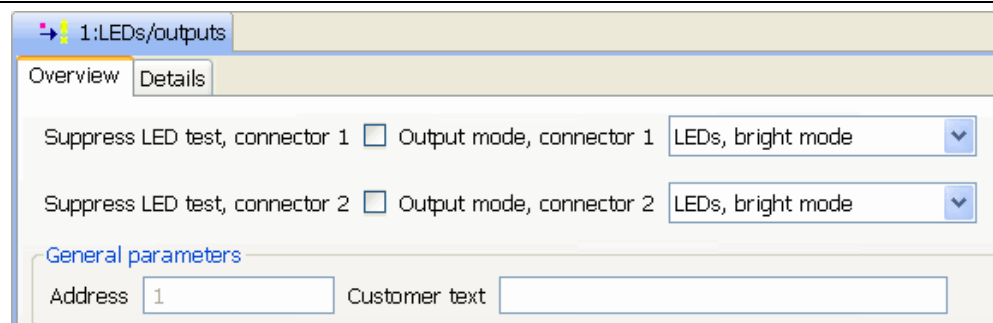 1:LEDs/outputs
Overview Details
Suppress LED test, connector 1 Output mode, connector 1 LEDs, bright mode
Suppress LED test, connector 2 Output mode, connector 2 LEDs, bright mode
General parameters
Address 1 Customer text